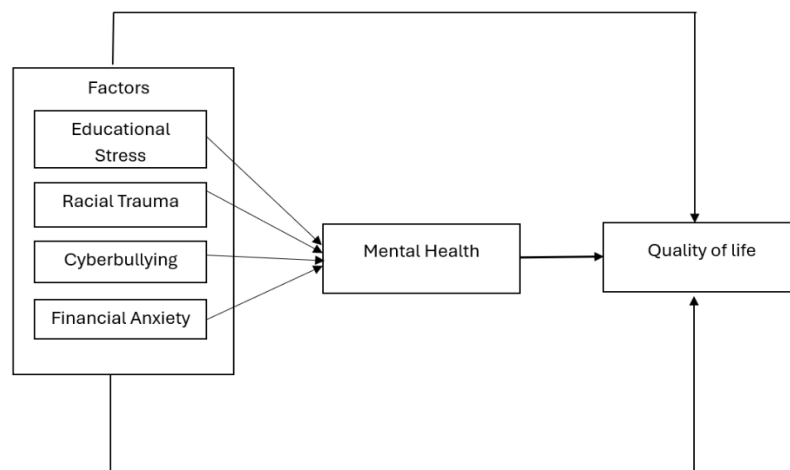 Factors
Educational
Stress
Racial Trauma
Cyberbullying
Financial Anxiety
Mental Health
Quality of life